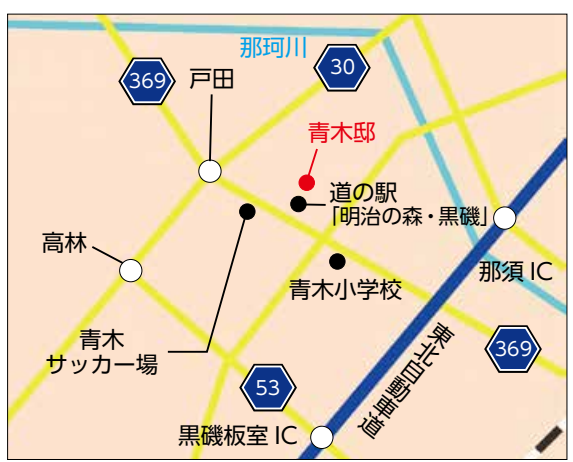 那珂川
30
369
戸田
青木邸
道の駅
「明治の森・黒磯」
高林
那須 IC
青木小学校
青木
サッカー場
東北自動車道
369
53
黒磯板室 IC